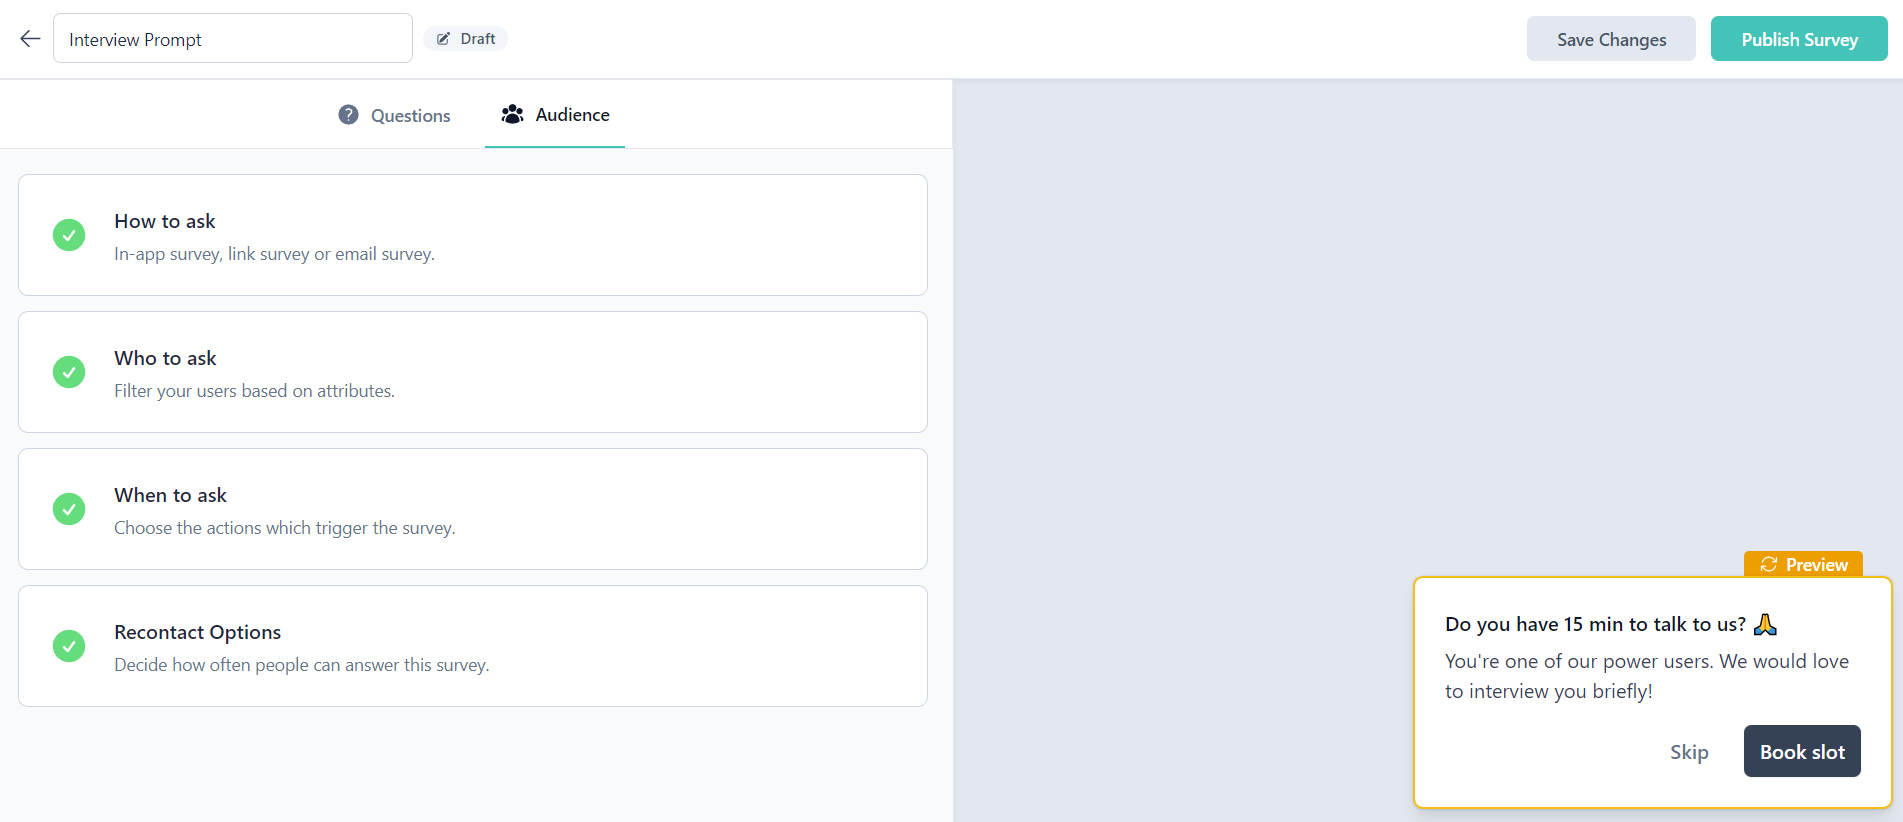 Interview Prompt
Draft
Save Changes
Publish Survey
Questions
Audience
How to ask
In-app survey, link survey or email survey.
Who to ask
Filter your users based on attributes.
When to ask
Choose the actions which trigger the survey.
Recontact Options
Decide how often people can answer this survey.
Preview
Do you have 15 min to talk to us? 🙏
You're one of our power users. We would love
to interview you briefly!
Skip
Book slot